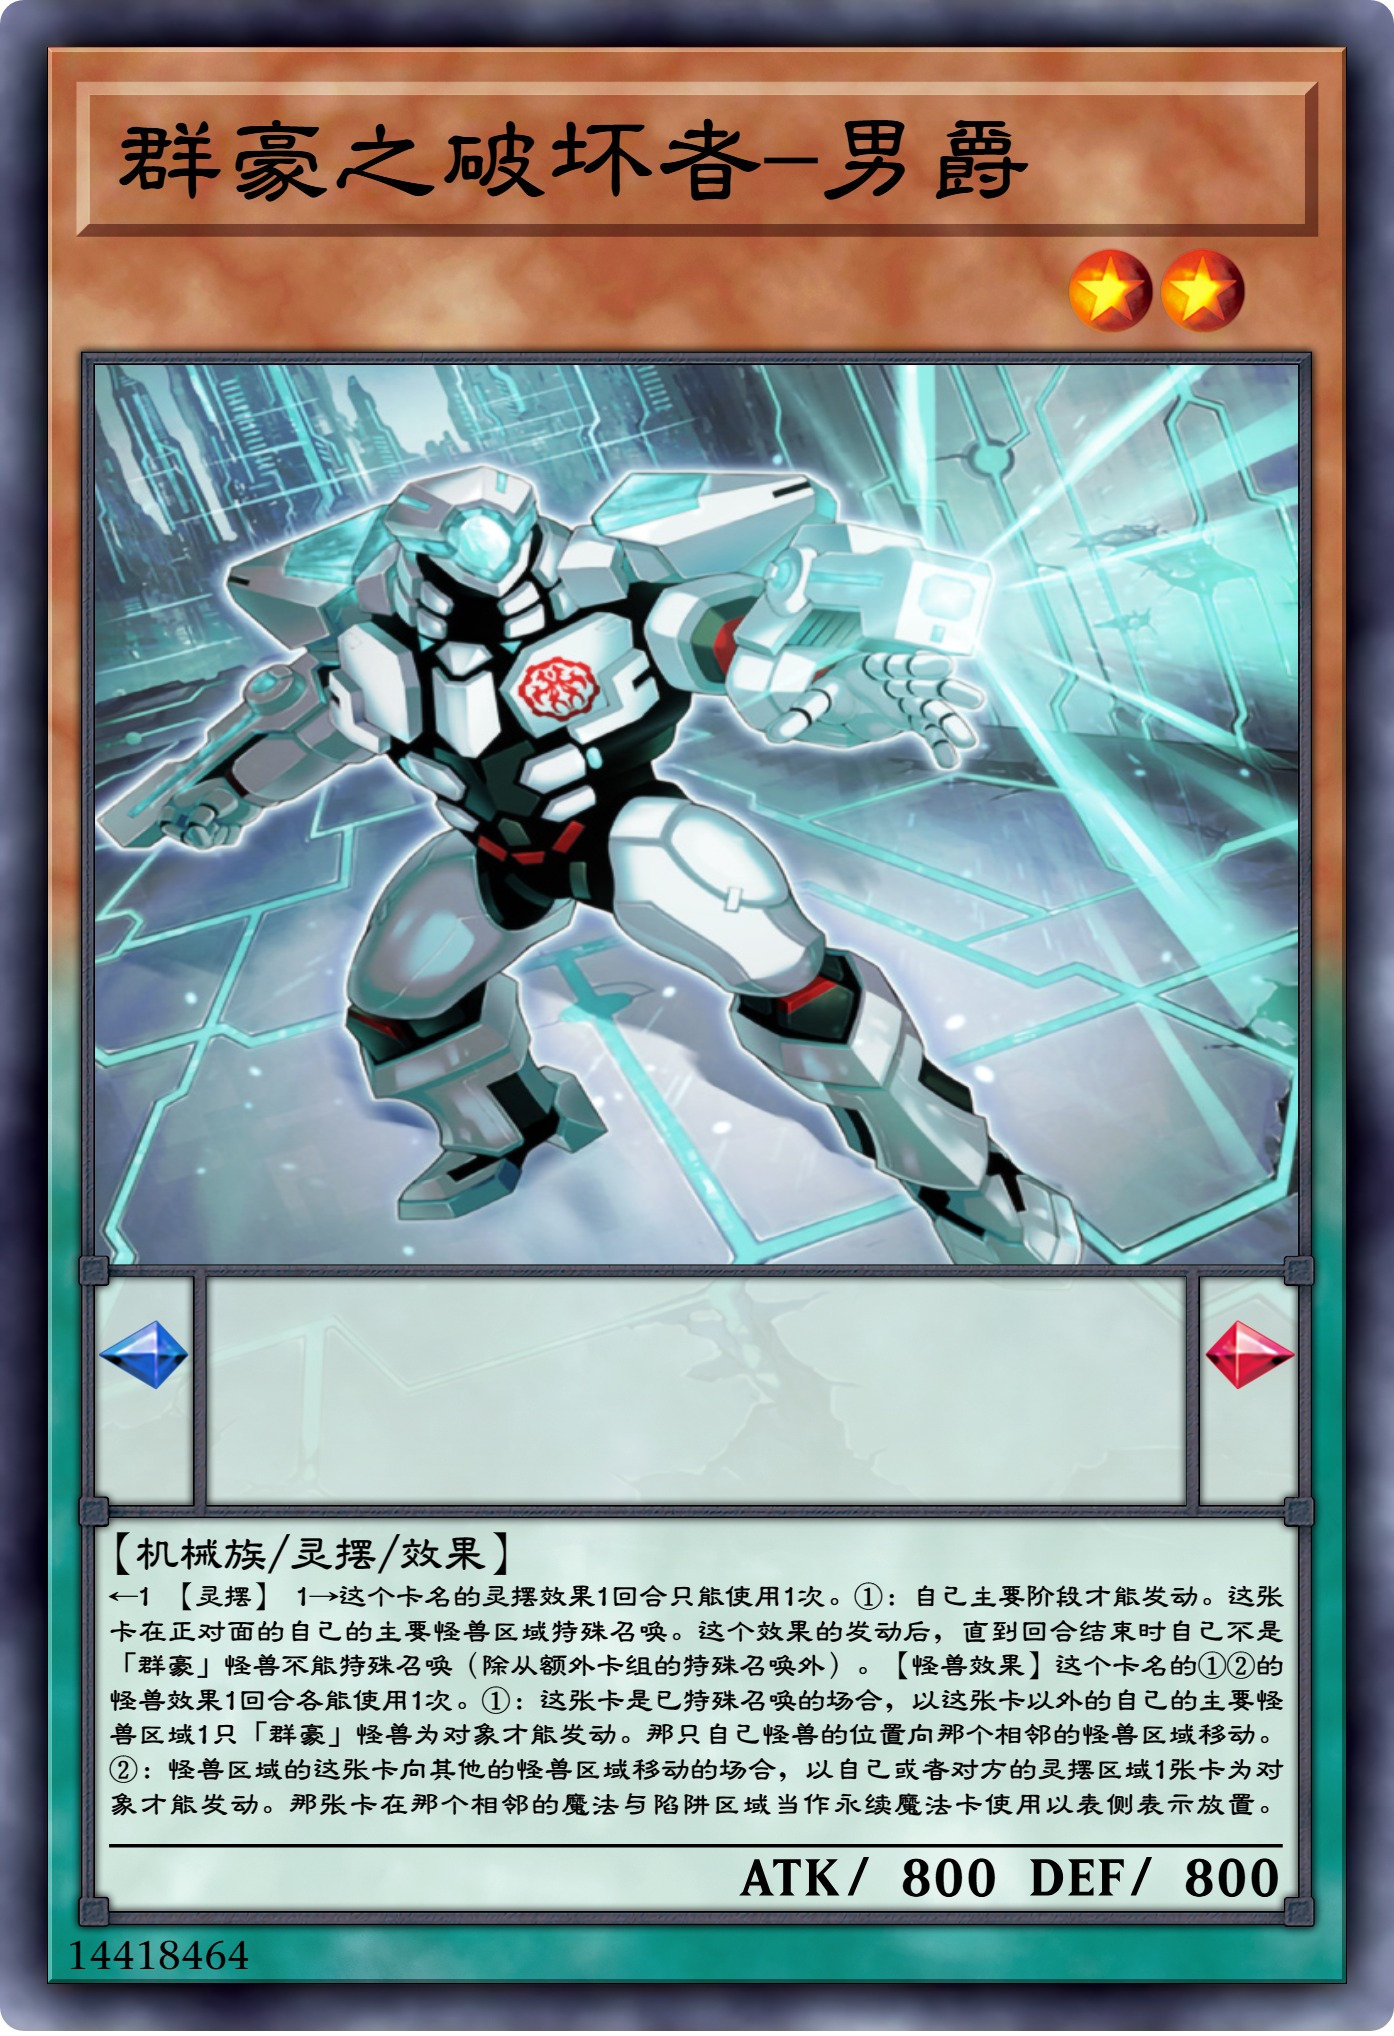 群豪之破坏者-男爵
【机械族/灵摆/效果】
←1 【灵摆】 1→这个卡名的灵摆效果1回合只能使用1次。①：自己主要阶段才能发动。这张
卡在正对面的自己的主要怪兽区域特殊召唤。这个效果的发动后，直到回合结束时自己不是
「群豪」怪兽不能特殊召唤（除从额外卡组的特殊召唤外）。【怪兽效果】这个卡名的①②的
怪兽效果1回合各能使用1次。①：这张卡是已特殊召唤的场合，以这张卡以外的自己的主要怪
兽区域1只「群豪」怪兽为对象才能发动。那只自己怪兽的位置向那个相邻的怪兽区域移动。
②：怪兽区域的这张卡向其他的怪兽区域移动的场合，以自己或者对方的灵摆区域1张卡为对
象才能发动。那张卡在那个相邻的魔法与陷阱区域当作永续魔法卡使用以表侧表示放置。
ATK/ 800 DEF/ 800
14418464